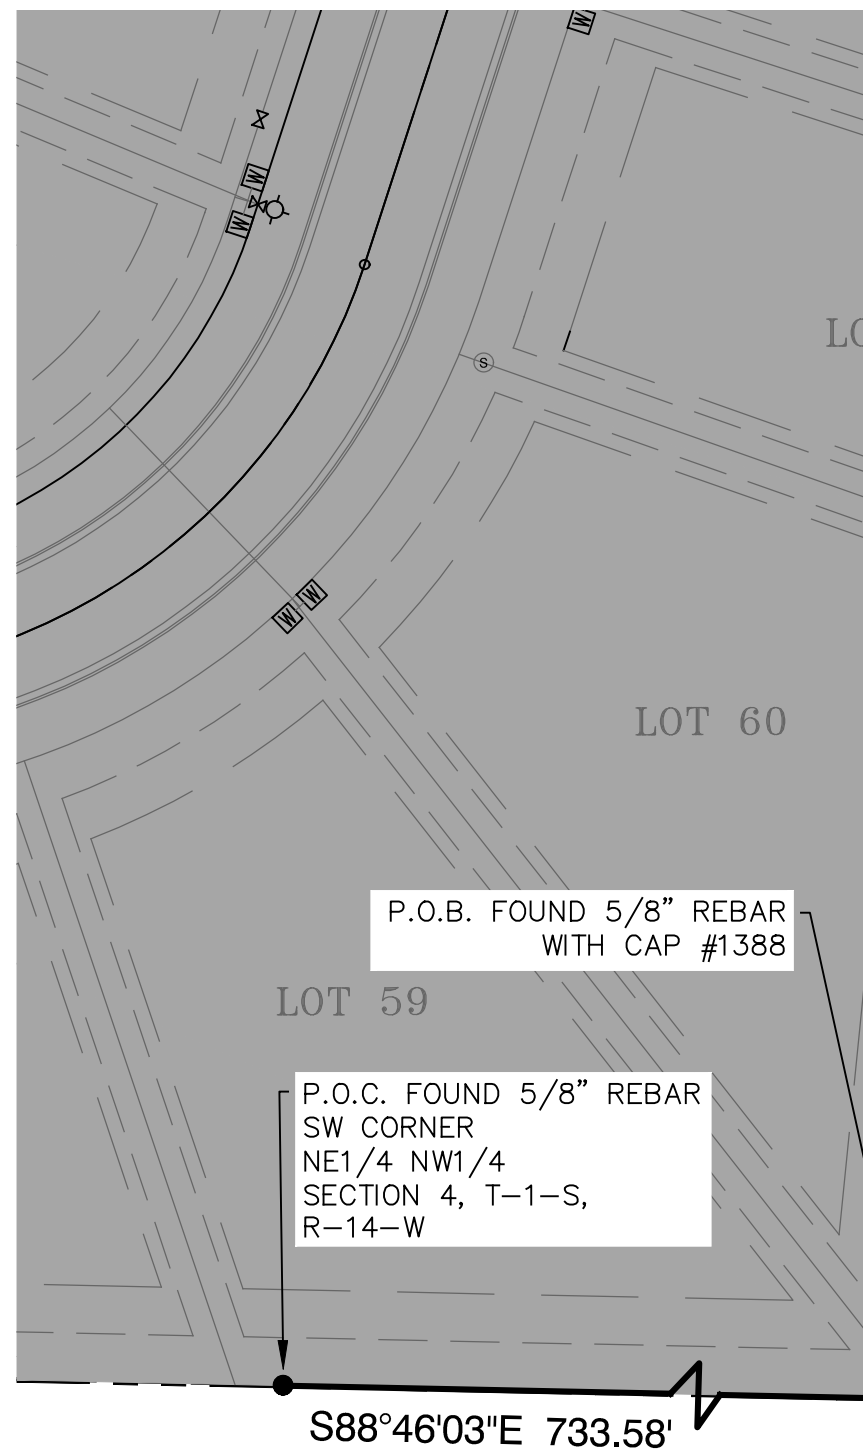 W
W
W
S
LO
W
W
LOT 60
P.O.B. FOUND 5/8” REBAR
WITH CAP #1388
LOT 59
P.O.C. FOUND 5/8” REBAR
SW CORNER
NE1/4 NW1/4
SECTION 4, T-1-S,
R-14-W
S88°46'03"E 733.58'